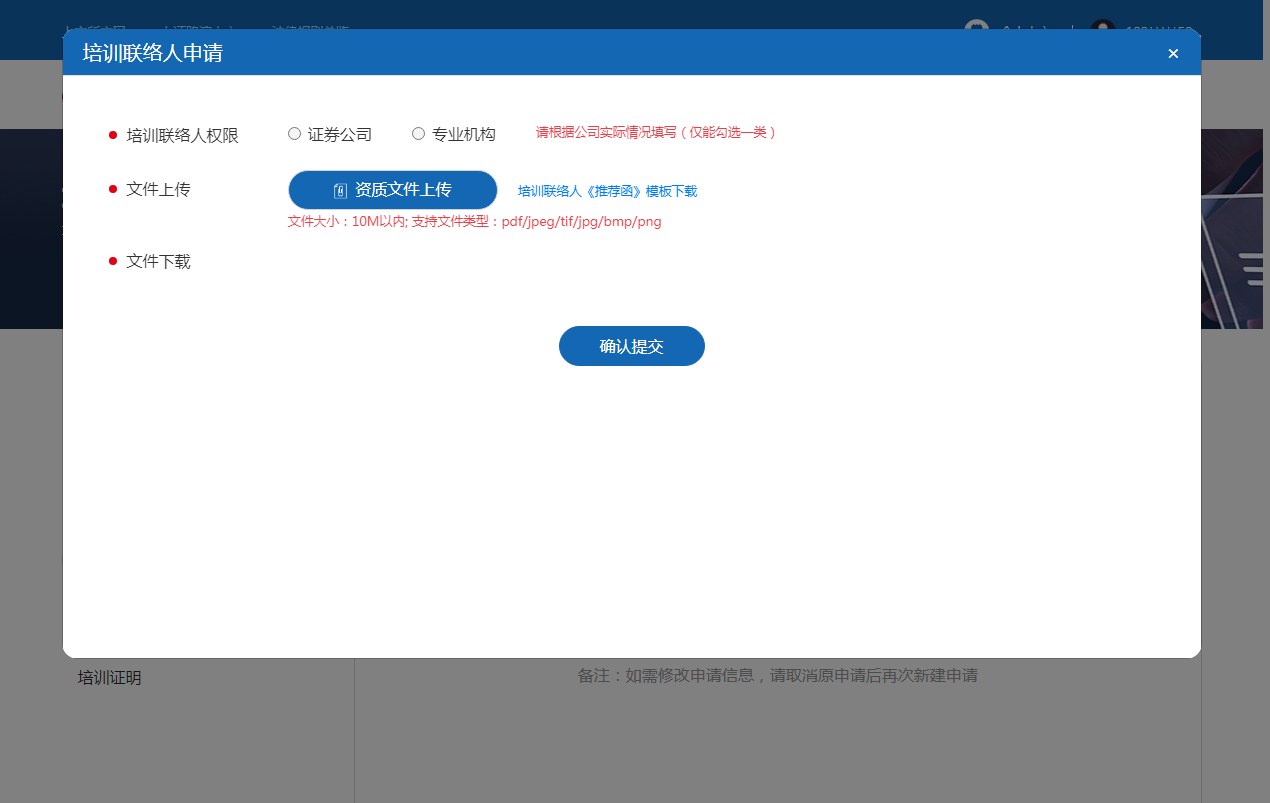 培训联络人申请
×
培训联络人权限
证券公司
专业机构
请根据公司实际情况填写（仅能勾选一类）
文件上传
资质文件上传
培训联络人《推荐函》模板下载
文件大小：10M以内; 支持文件类型：pdf/jpeg/tif/jpg/bmp/png
文件下载
确认提交
培训证明
备注：如需修改申请信息，请取消原申请后再次新建申请